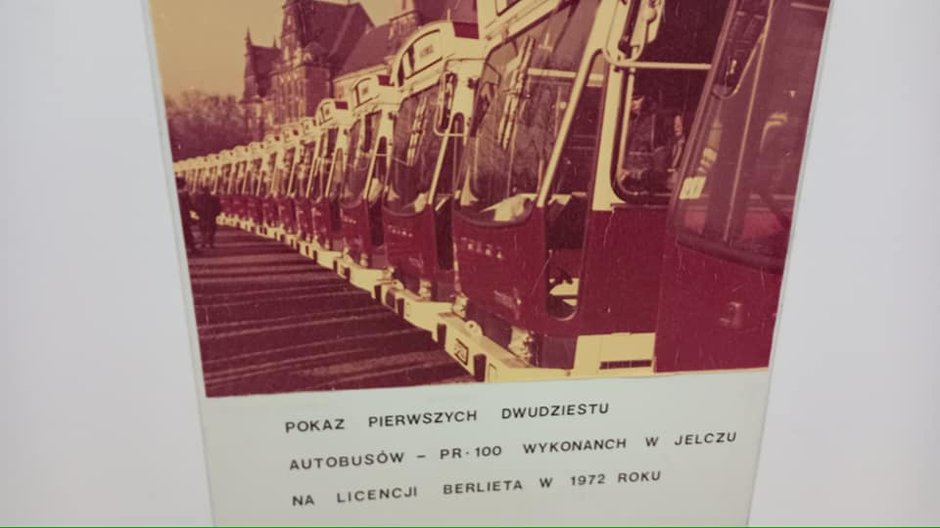 POKAZ PIERWSZYCH DWUDZIESTU
AUTOBUSÓW - PR·100 WYKONANCH W JELCZU
NA LICENCJI BERLIETA W 1972 ROKU